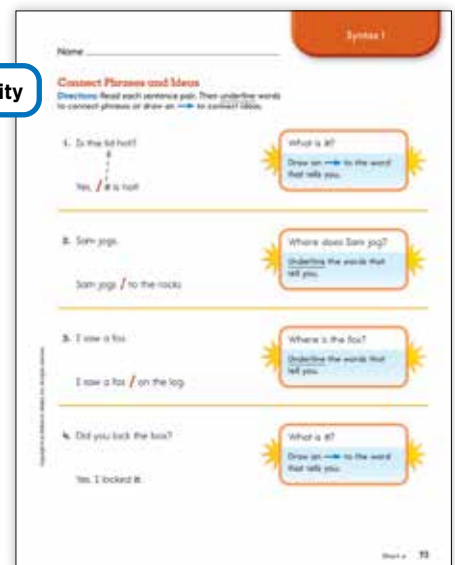 Syntax 1
ity
Name
Connect Phrases and Ideas
Directions: Read each sentence pair. Then underline words
to connect phrases or draw an → to connect ideas.
1. Is the lid hot?
Yes, / it is hot!
What is it?
Draw an → to the word
that tells you.
2. Sam jogs.
Sam jogs / to the rocks.
Where does Sam jog?
Underline the words that
tell you.
3. I saw a fox.
I saw a fox / on the log.
Where is the fox?
Underline the words that
tell you.
4. Did you lock the box?
Yes, I locked it.
What is it?
Draw an → to the word
that tells you.